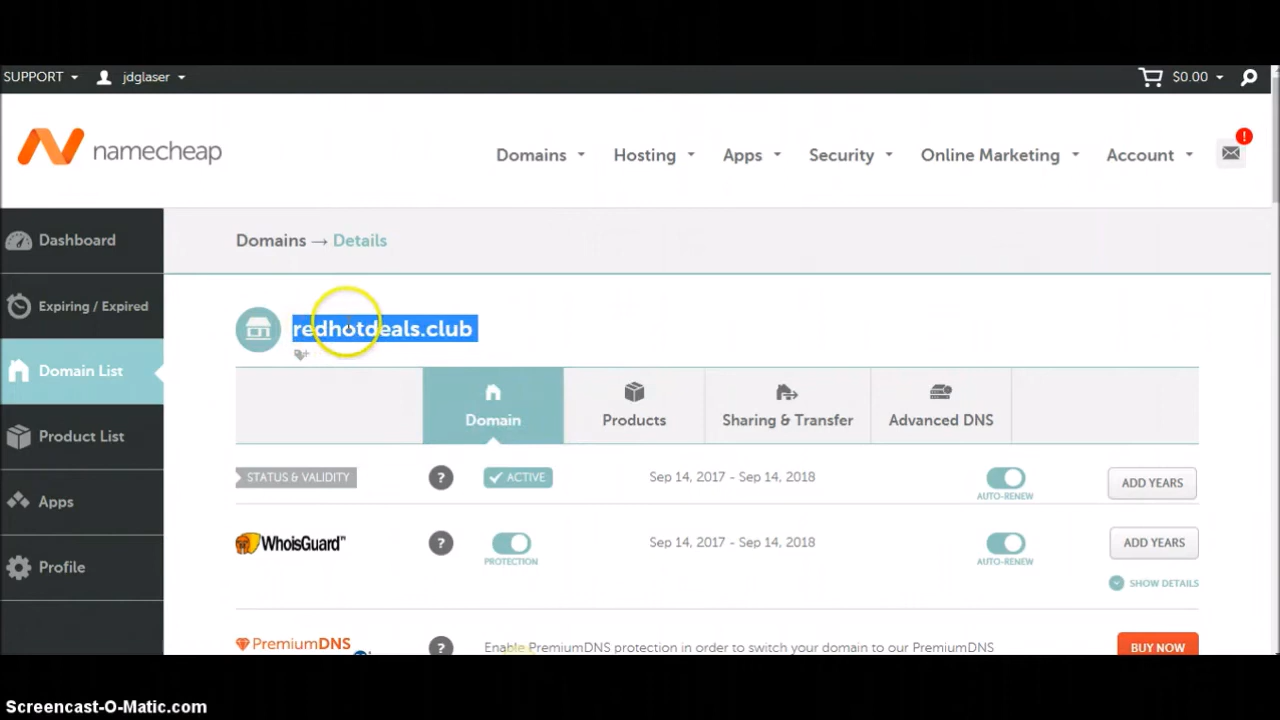 SUPPORT jdglaser $0.00
namecheap Domains Hosting Apps Security Online Marketing Account !
Dashboard
Domains → Details
Expiring / Expired
redhotdeals.club
Domain List
Domain Products Sharing & Transfer Advanced DNS
Product List
STATUS & VALIDITY ? ACTIVE Sep 14, 2017 - Sep 14, 2018 AUTO-RENEW ADD YEARS
Apps
WhoisGuard™ ? PROTECTION Sep 14, 2017 - Sep 14, 2018 AUTO-RENEW ADD YEARS
Profile
SHOW DETAILS
PremiumDNS ? Enable PremiumDNS protection in order to switch your domain to our PremiumDNS BUY NOW
Screencast-O-Matic.com